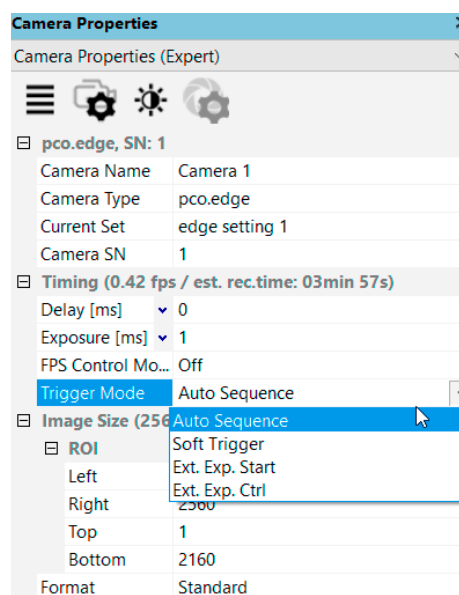 Camera Properties
Camera Properties (Expert)
pco.edge, SN: 1
Camera Name Camera 1
Camera Type pco.edge
Current Set edge setting 1
Camera SN 1
Timing (0.42 fps / est. rec.time: 03min 57s)
Delay [ms] 0
Exposure [ms] 1
FPS Control Mo... Off
Trigger Mode Auto Sequence
Image Size (256 Auto Sequence
ROI Soft Trigger
Ext. Exp. Start
Left
Ext. Exp. Ctrl
Right 2560
Top 1
Bottom 2160
Format Standard